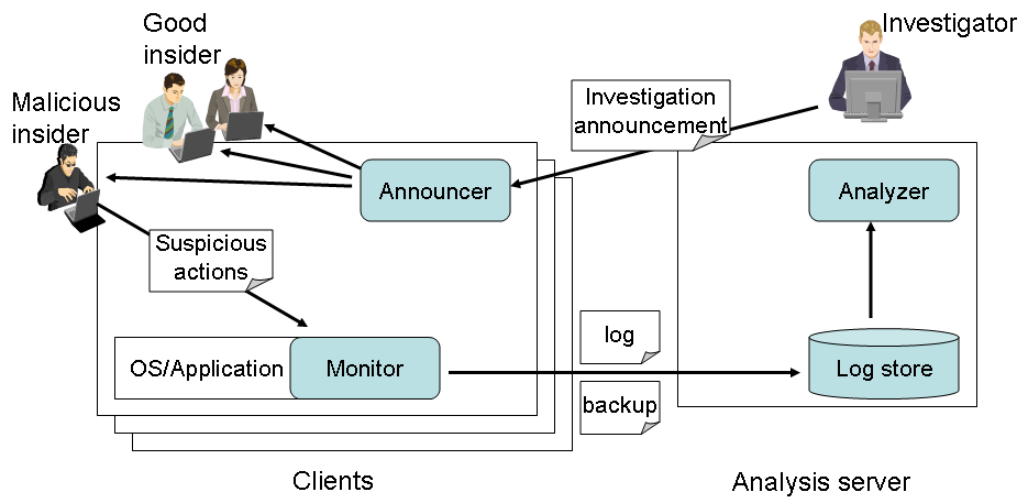 Good
insider
Investigator
Malicious
insider
Investigation
announcement
Announcer
Analyzer
Suspicious
actions
OS/Application
Monitor
log
Log store
backup
Clients
Analysis server